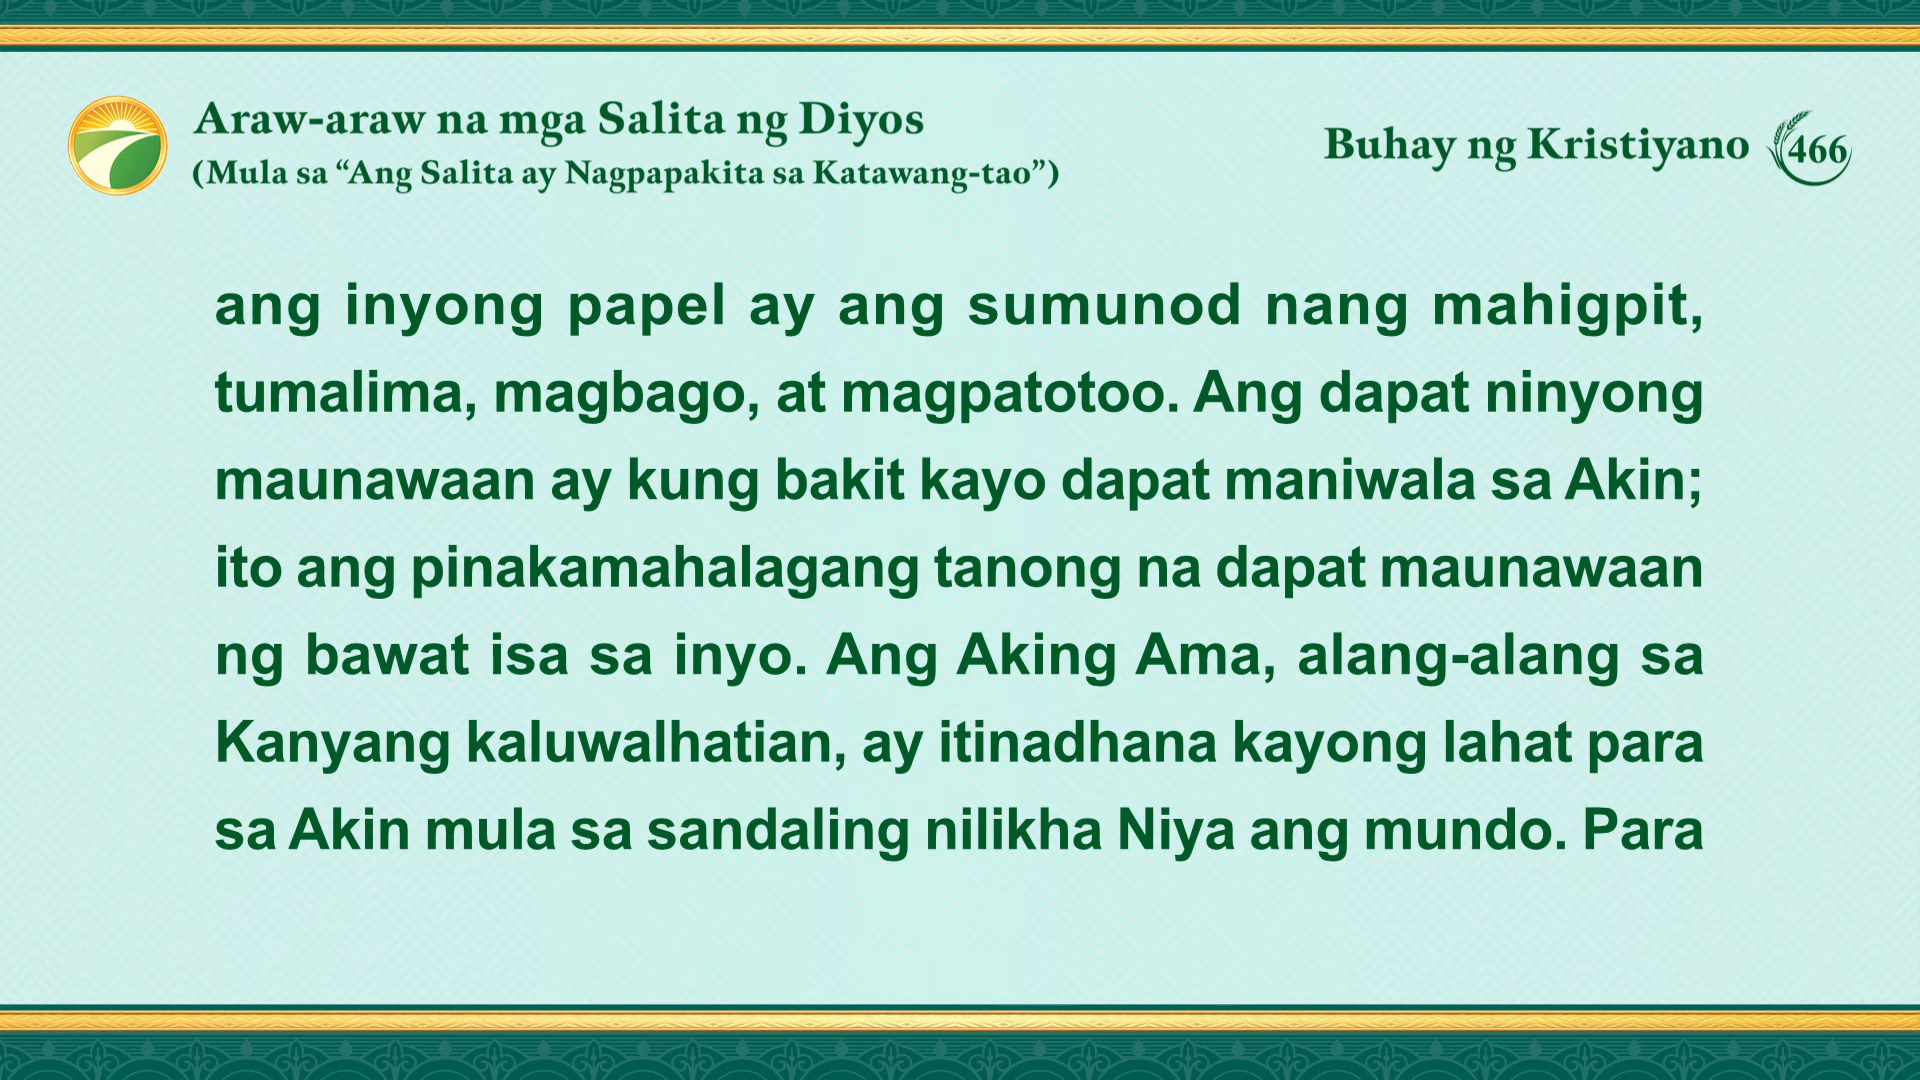 Araw-araw na mga Salita ng Diyos
(Mula sa “Ang Salita ay Nagpapakita sa Katawang-tao”)
Buhay ng Kristiyano 466
ang inyong papel ay ang sumunod nang mahigpit,
tumalima, magbago, at magpatotoo. Ang dapat ninyong
maunawaan ay kung bakit kayo dapat maniwala sa Akin;
ito ang pinakamahalagang tanong na dapat maunawaan
ng bawat isa sa inyo. Ang Aking Ama, alang-alang sa
Kanyang kaluwalhatian, ay itinadhana kayong lahat para
sa Akin mula sa sandaling nilikha Niya ang mundo. Para